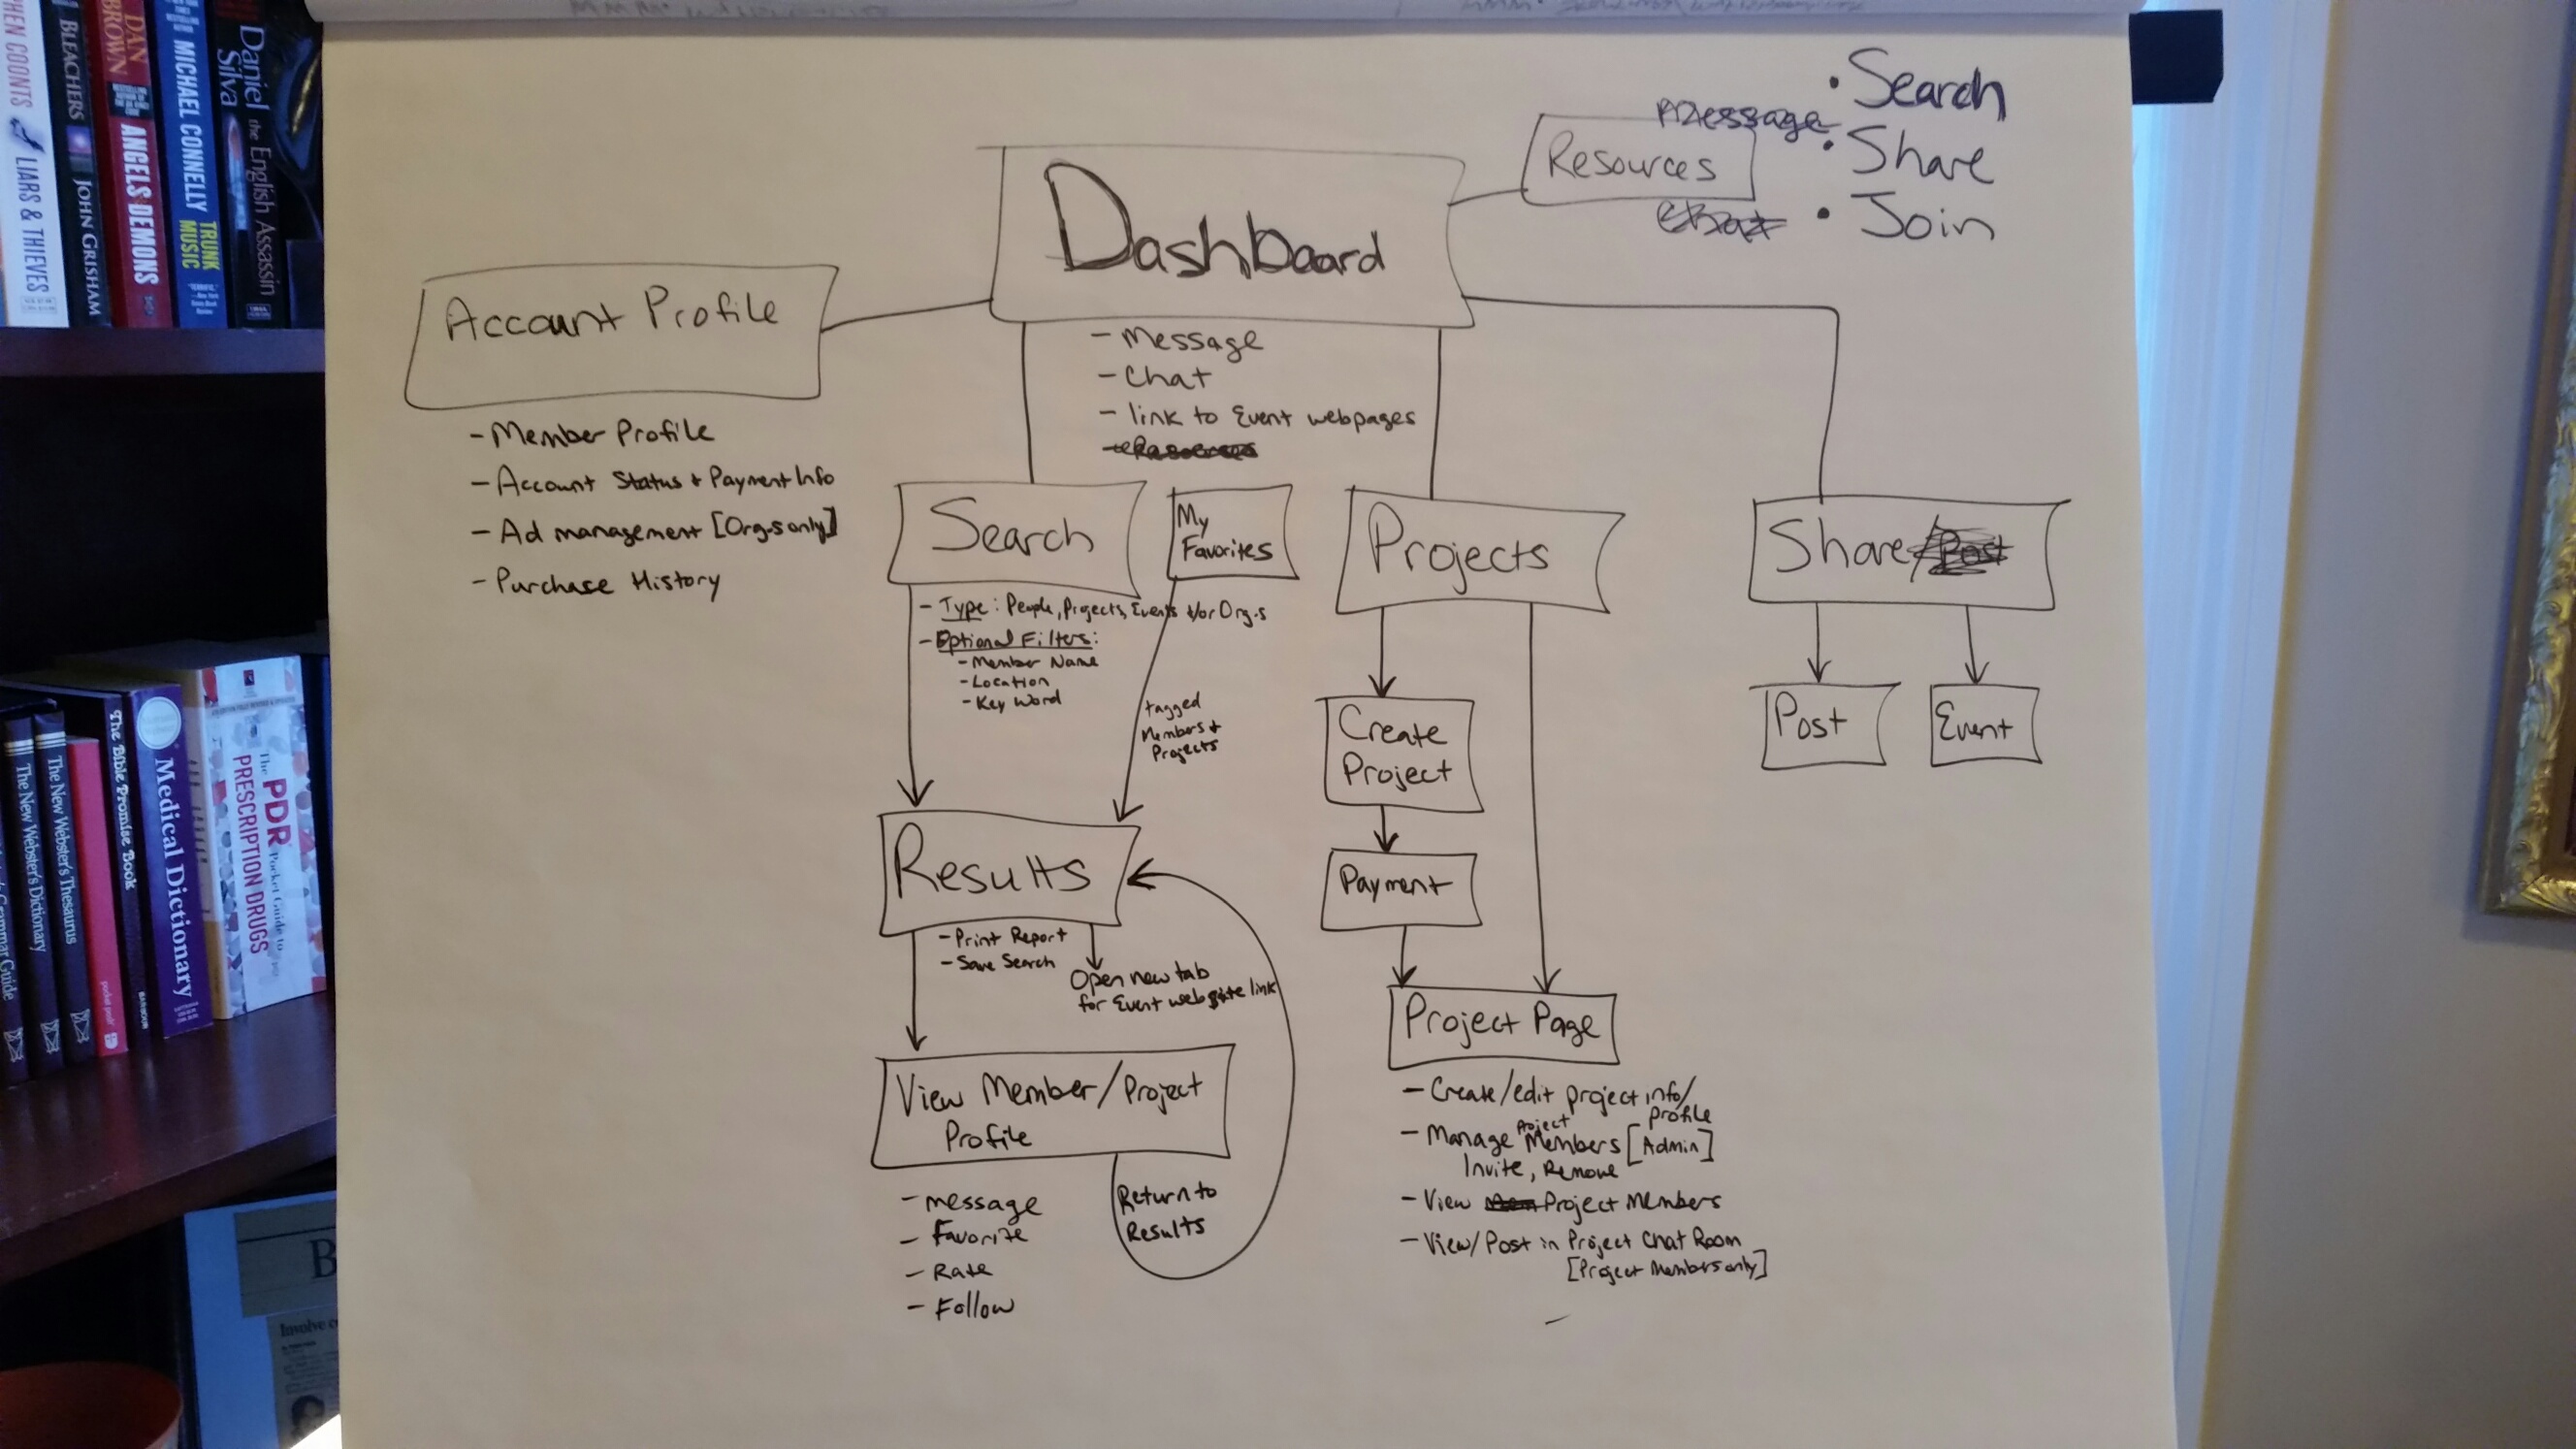 HEN COONTS
LIARS & THIEVES
BLEACHERS
JOHN GRISHAM
DAN BROWN
ANGELS & DEMONS
MICHAEL CONNELLY
TRUNK MUSIC
Daniel Silva
the English Assassin
The New Webster's Dictionary
The New Webster's Thesaurus
The Bible Promise Book
BARBOUR
Medical Dictionary
The PDR Pocket Guide to
PRESCRIPTION DRUGS
Grammar Guide
B
Involve c
Message
• Search
• Share
Chat • Join
Resources
Dashboard
- Message
- Chat
- link to Event webpages
- Resources
Account Profile
- Member Profile
- Account Status + Payment Info
- Ad management [Org-s only]
- Purchase History
Search
- Type: People, Projects, Events +/or Org-s
- Optional Filters:
- Member Name
- Location
- Key Word
My
Favorites
tagged
Members +
Projects
Results
- Print Report
- Save Search
Open new tab
for Event website link
View Member/Project
Profile
- message
- Favorite
- Rate
- Follow
Return to
Results
Projects
Create
Project
Payment
Project Page
- Create/edit project info/
profile
- Manage Project Members [Admin]
Invite, Remove
- View Project Members
- View/Post in Project Chat Room
[Project Members only]
Share/Post
Post
Event